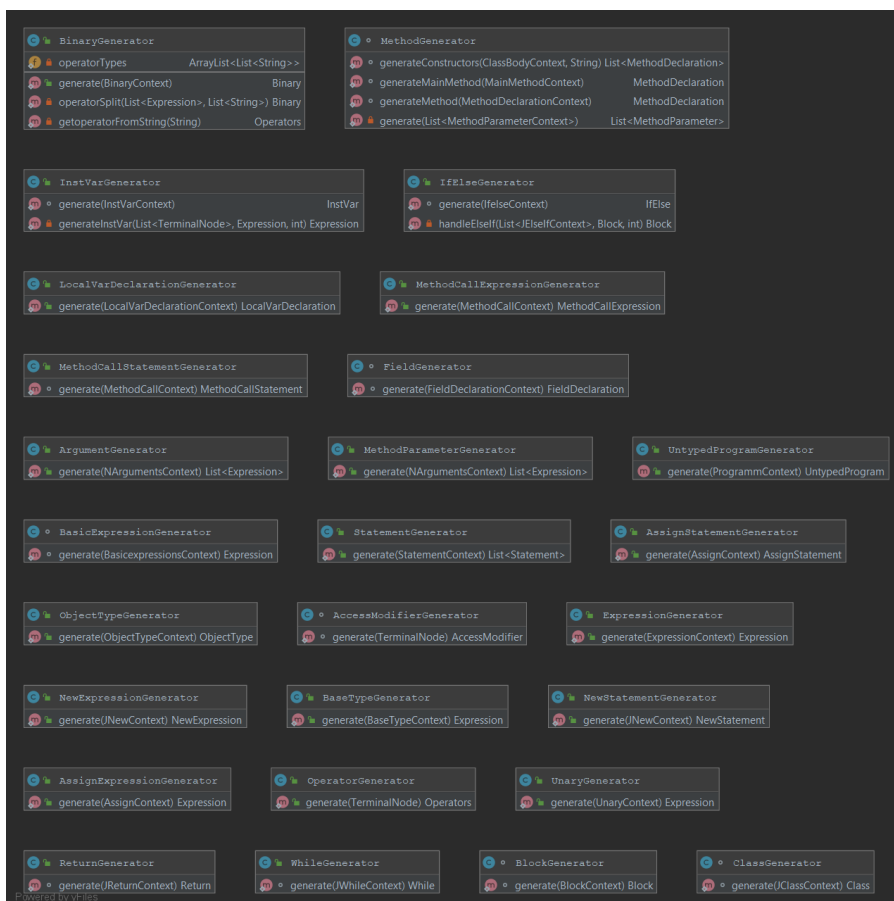 BinaryGenerator
operatorTypes ArrayList<List<String>>
generate(BinaryContext) Binary
operatorSplit(List<Expression>, List<String>) Binary
getoperatorFromString(String) Operators
MethodGenerator
generateConstructors(ClassBodyContext, String) List<MethodDeclaration>
generateMainMethod(MainMethodContext) MethodDeclaration
generateMethod(MethodDeclarationContext) MethodDeclaration
generate(List<MethodParameterContext>) List<MethodParameter>
InstVarGenerator
generate(InstVarContext) InstVar
generateInstVar(List<TerminalNode>, Expression, int) Expression
IfElseGenerator
generate(IfelseContext) IfElse
handleElseIf(List<JElseIfContext>, Block, int) Block
LocalVarDeclarationGenerator
generate(LocalVarDeclarationContext) LocalVarDeclaration
MethodCallExpressionGenerator
generate(MethodCallContext) MethodCallExpression
MethodCallStatementGenerator
generate(MethodCallContext) MethodCallStatement
FieldGenerator
generate(FieldDeclarationContext) FieldDeclaration
ArgumentGenerator
generate(NArgumentsContext) List<Expression>
MethodParameterGenerator
generate(NArgumentsContext) List<Expression>
UntypedProgramGenerator
generate(ProgrammContext) UntypedProgram
BasicExpressionGenerator
generate(BasicexpressionsContext) Expression
StatementGenerator
generate(StatementContext) List<Statement>
AssignStatementGenerator
generate(AssignContext) AssignStatement
ObjectTypeGenerator
generate(ObjectTypeContext) ObjectType
AccessModifierGenerator
generate(TerminalNode) AccessModifier
ExpressionGenerator
generate(ExpressionContext) Expression
NewExpressionGenerator
generate(JNewContext) NewExpression
BaseTypeGenerator
generate(BaseTypeContext) Expression
NewStatementGenerator
generate(JNewContext) NewStatement
AssignExpressionGenerator
generate(AssignContext) Expression
OperatorGenerator
generate(TerminalNode) Operators
UnaryGenerator
generate(UnaryContext) Expression
ReturnGenerator
generate(JReturnContext) Return
WhileGenerator
generate(JWhileContext) While
BlockGenerator
generate(BlockContext) Block
ClassGenerator
generate(JClassContext) Class
Powered by yFiles